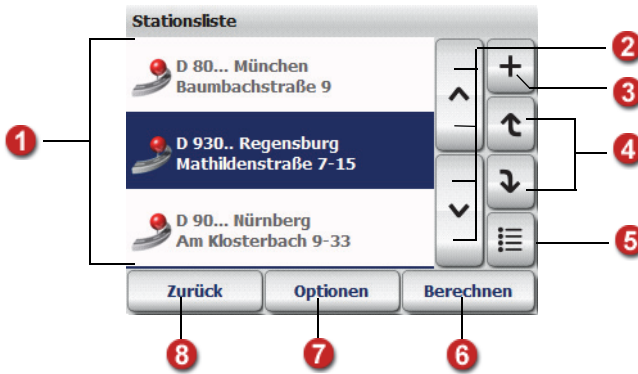 Stationsliste
D 80... München
Baumbachstraße 9
D 930.. Regensburg
Mathildenstraße 7-15
D 90... Nürnberg
Am Klosterbach 9-33
Zurück
Optionen
Berechnen
1
2
3
4
5
6
7
8